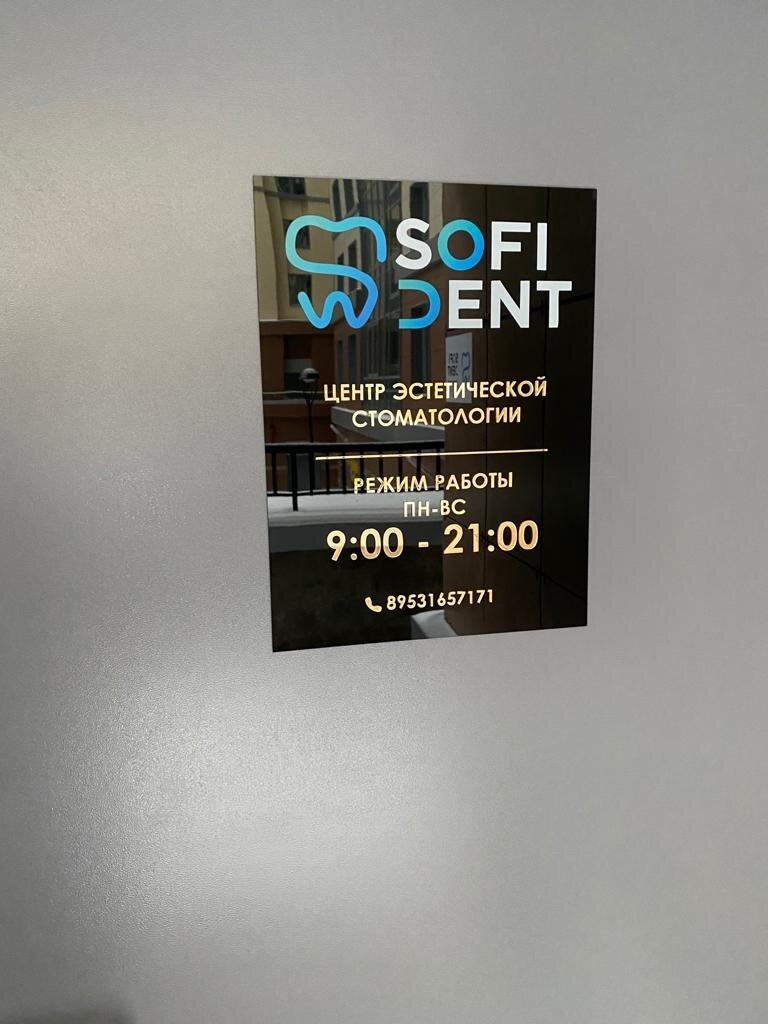 SOFI
DENT
ЦЕНТР ЭСТЕТИЧЕСКОЙ
СТОМАТОЛОГИИ
РЕЖИМ РАБОТЫ
ПН-ВС
9:00 - 21:00
89531657171